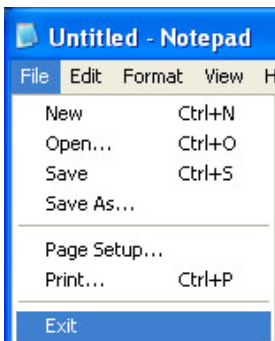 Untitled - Notepad
File Edit Format View H
New Ctrl+N
Open... Ctrl+O
Save Ctrl+S
Save As...
Page Setup...
Print... Ctrl+P
Exit